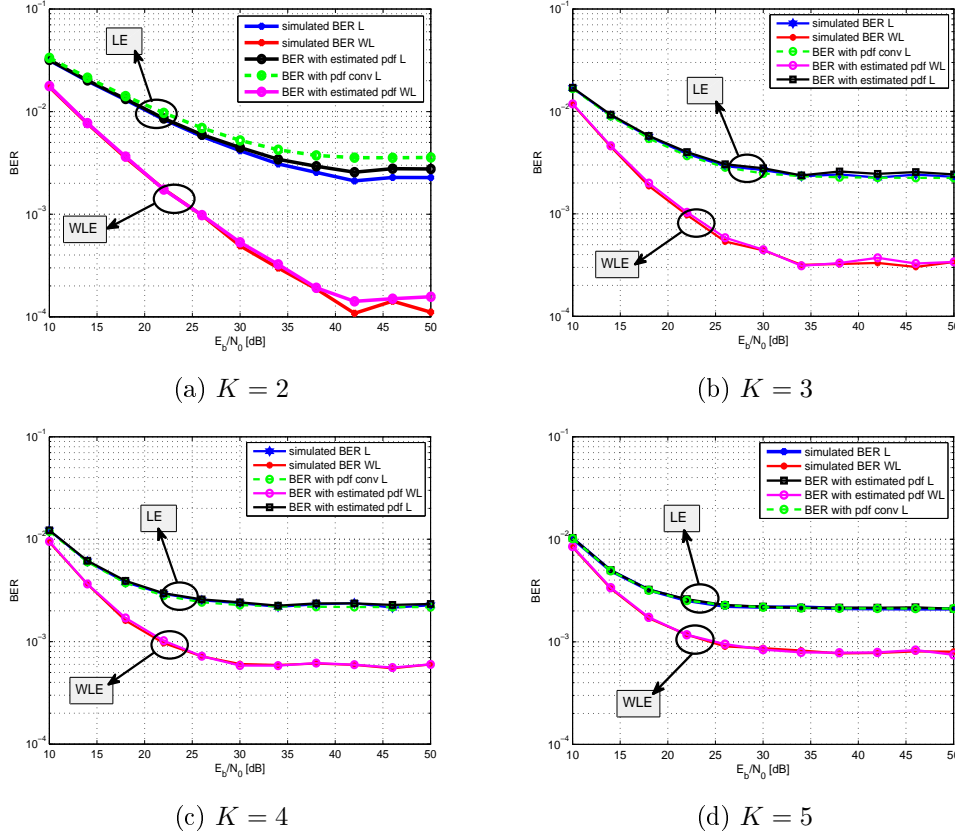 simulated BER L
simulated BER WL
BER with estimated pdf L
BER with pdf conv L
BER with estimated pdf WL
LE
WLE
BER
10^-1
10^-2
10^-3
10^-4
10 15 20 25 30 35 40 45 50
E_b/N_0 [dB]
(a) K = 2
simulated BER L
simulated BER WL
BER with pdf conv L
BER with estimated pdf WL
BER with estimated pdf L
LE
WLE
BER
10^-1
10^-2
10^-3
10^-4
10 15 20 25 30 35 40 45 50
E_b/N_0 [dB]
(b) K = 3
simulated BER L
simulated BER WL
BER with pdf conv L
BER with estimated pdf WL
BER with estimated pdf L
LE
WLE
BER
10^-1
10^-2
10^-3
10^-4
10 15 20 25 30 35 40 45 50
E_b/N_0 [dB]
(c) K = 4
simulated BER L
simulated BER WL
BER with estimated pdf L
BER with estimated pdf WL
BER with pdf conv L
LE
WLE
BER
10^-1
10^-2
10^-3
10^-4
10 15 20 25 30 35 40 45 50
E_b/N_0 [dB]
(d) K = 5